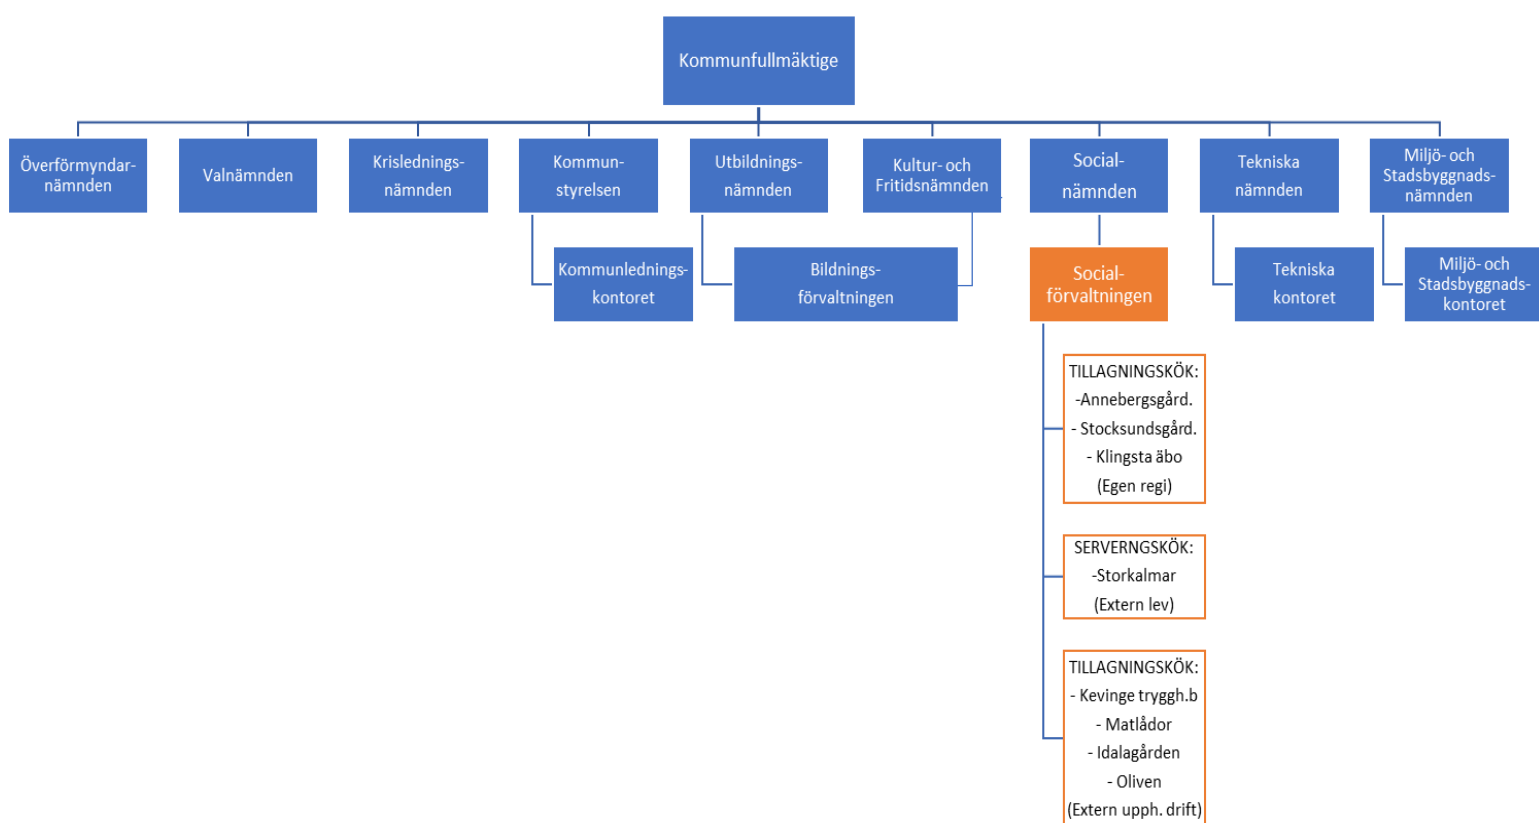 Kommunfullmäktige
Överförmyndar-
nämnden
Valnämnden
Krislednings-
nämnden
Kommun-
styrelsen
Utbildnings-
nämnden
Kultur- och
Fritidsnämnden
Social-
nämnden
Tekniska
nämnden
Miljö- och
Stadsbyggnads-
nämnden
Kommunlednings-
kontoret
Bildnings-
förvaltningen
Social-
förvaltningen
Tekniska
kontoret
Miljö- och
Stadsbyggnads-
kontoret
TILLAGNINGSKÖK:
-Annebergsgård.
- Stocksundsgård.
- Klingsta äbo
(Egen regi)
SERVERNGSKÖK:
-Storkalmar
(Extern lev)
TILLAGNINGSKÖK:
- Kevinge tryggh.b
- Matlådor
- Idalagården
- Oliven
(Extern upph. drift)